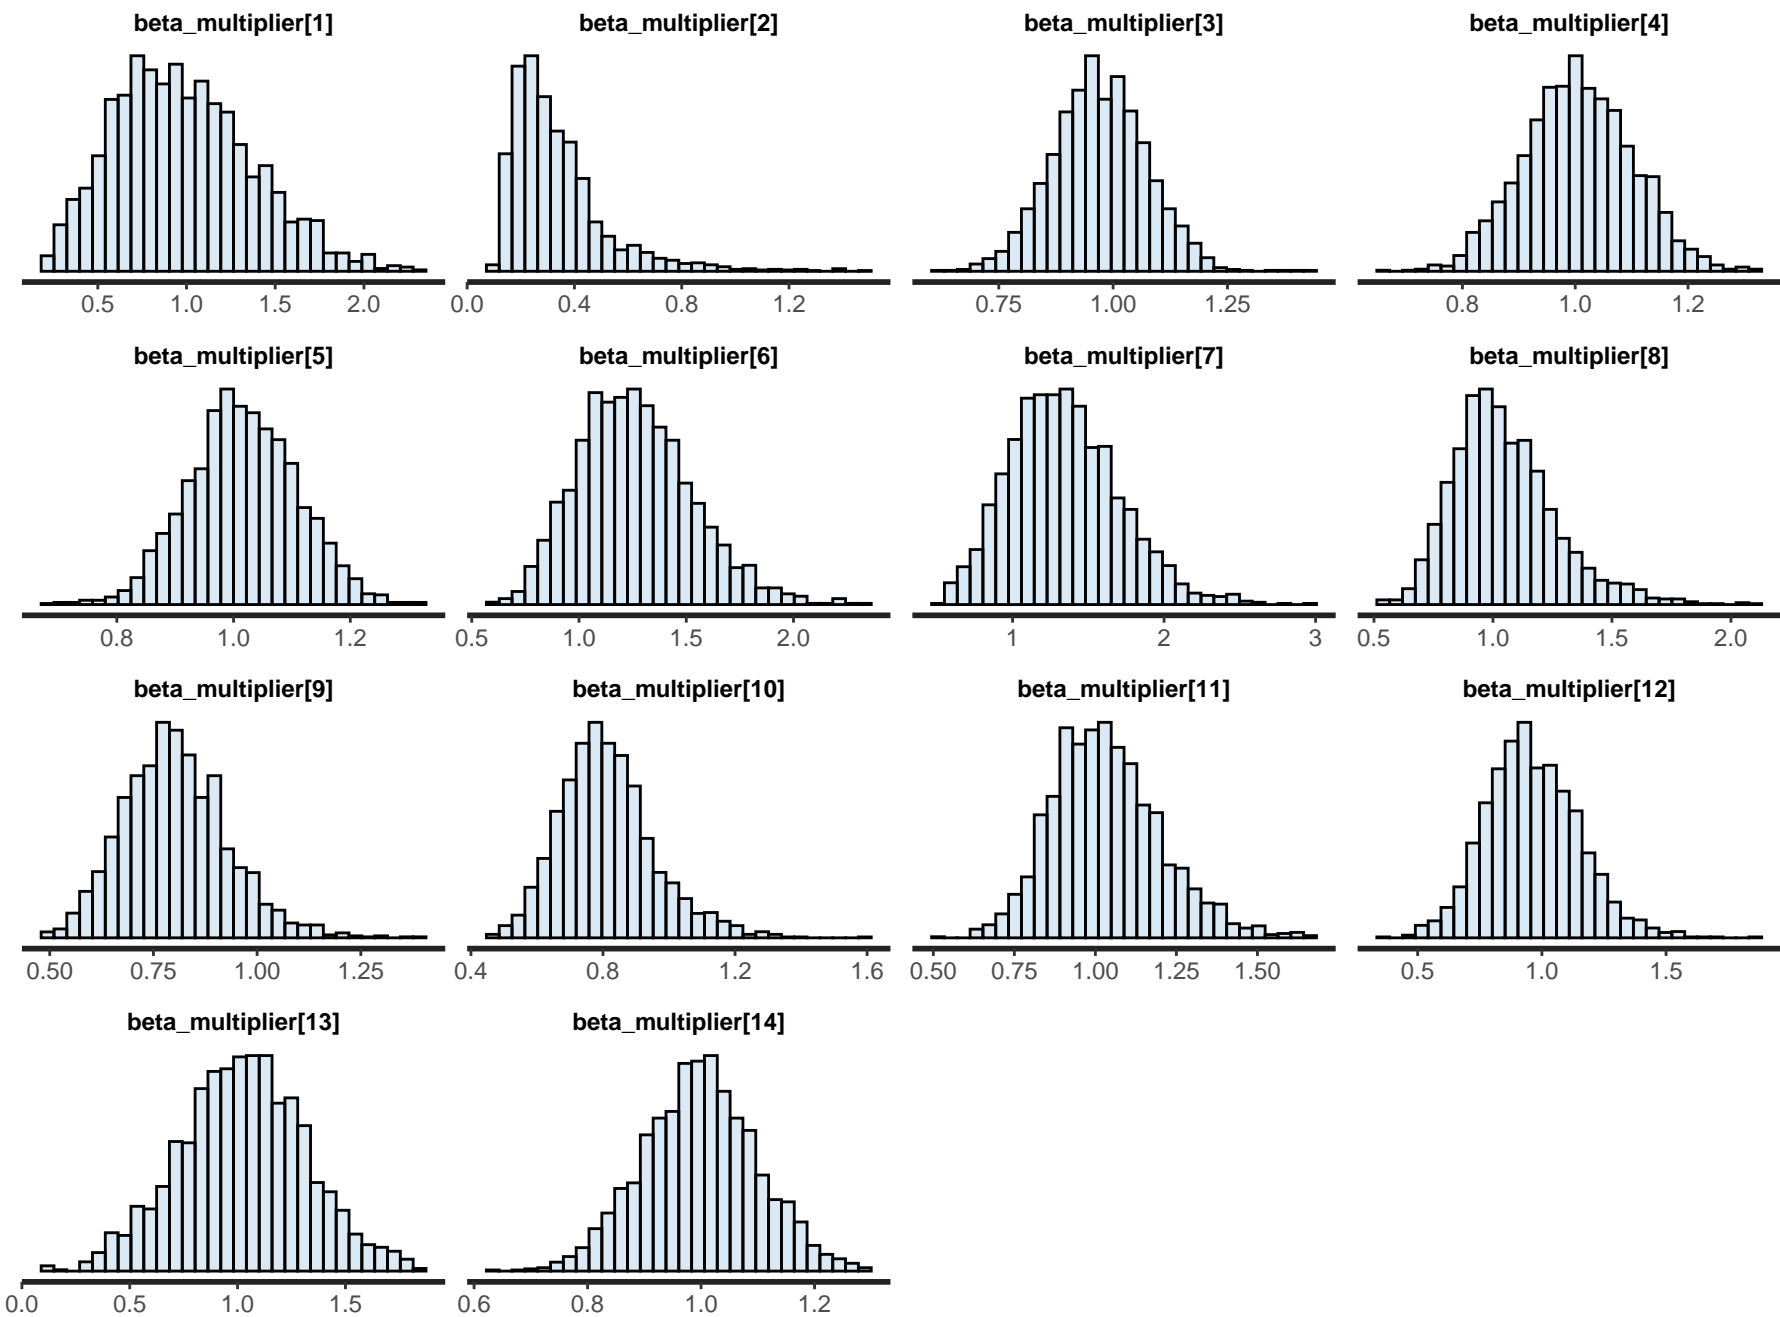 beta_multiplier[1] beta_multiplier[2] beta_multiplier[3] beta_multiplier[4]
0.5 1.0 1.5 2.0 0.0 0.4 0.8 1.2 0.75 1.00 1.25 0.8 1.0 1.2
beta_multiplier[5] beta_multiplier[6] beta_multiplier[7] beta_multiplier[8]
0.8 1.0 1.2 0.5 1.0 1.5 2.0 1 2 3 0.5 1.0 1.5 2.0
beta_multiplier[9] beta_multiplier[10] beta_multiplier[11] beta_multiplier[12]
0.50 0.75 1.00 1.25 0.4 0.8 1.2 1.6 0.50 0.75 1.00 1.25 1.50 0.5 1.0 1.5
beta_multiplier[13] beta_multiplier[14]
0.0 0.5 1.0 1.5 0.6 0.8 1.0 1.2